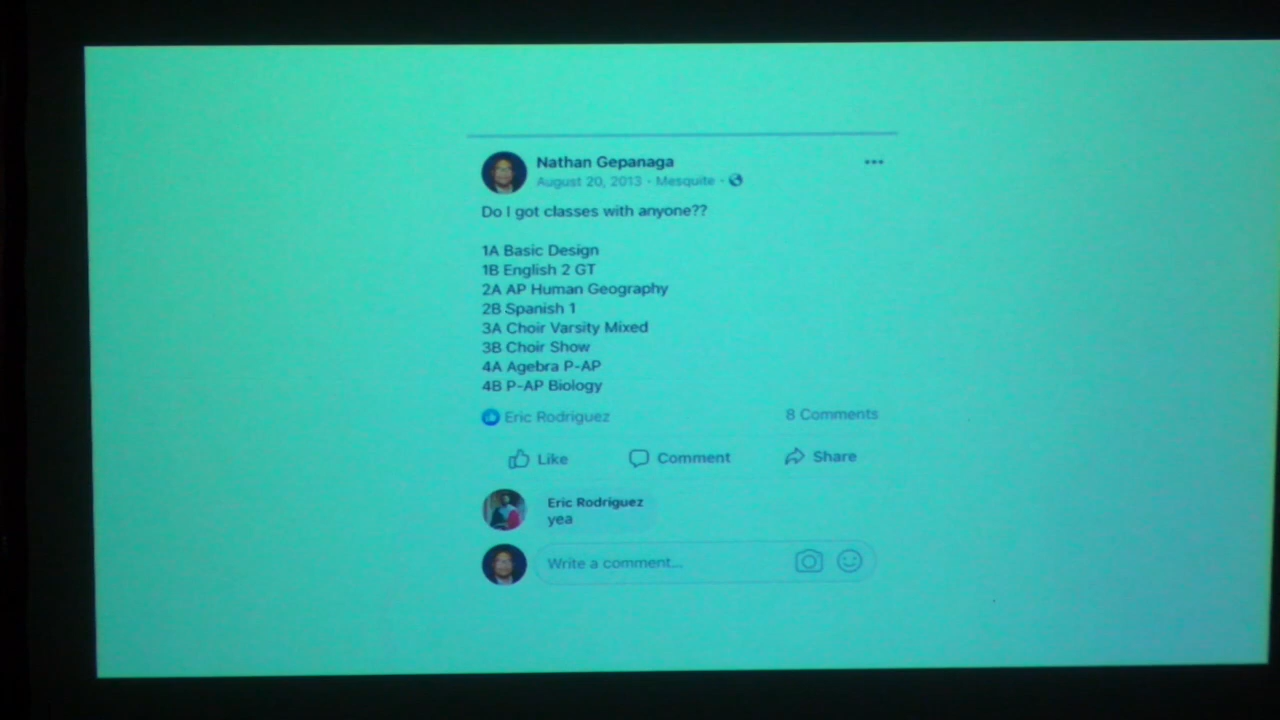 Nathan Gepanaga
August 20, 2013 · Mesquite ·
Do I got classes with anyone??
1A Basic Design
1B English 2 GT
2A AP Human Geography
2B Spanish 1
3A Choir Varsity Mixed
3B Choir Show
4A Agebra P-AP
4B P-AP Biology
Eric Rodriguez 8 Comments
Like Comment Share
Eric Rodriguez
yea
Write a comment...